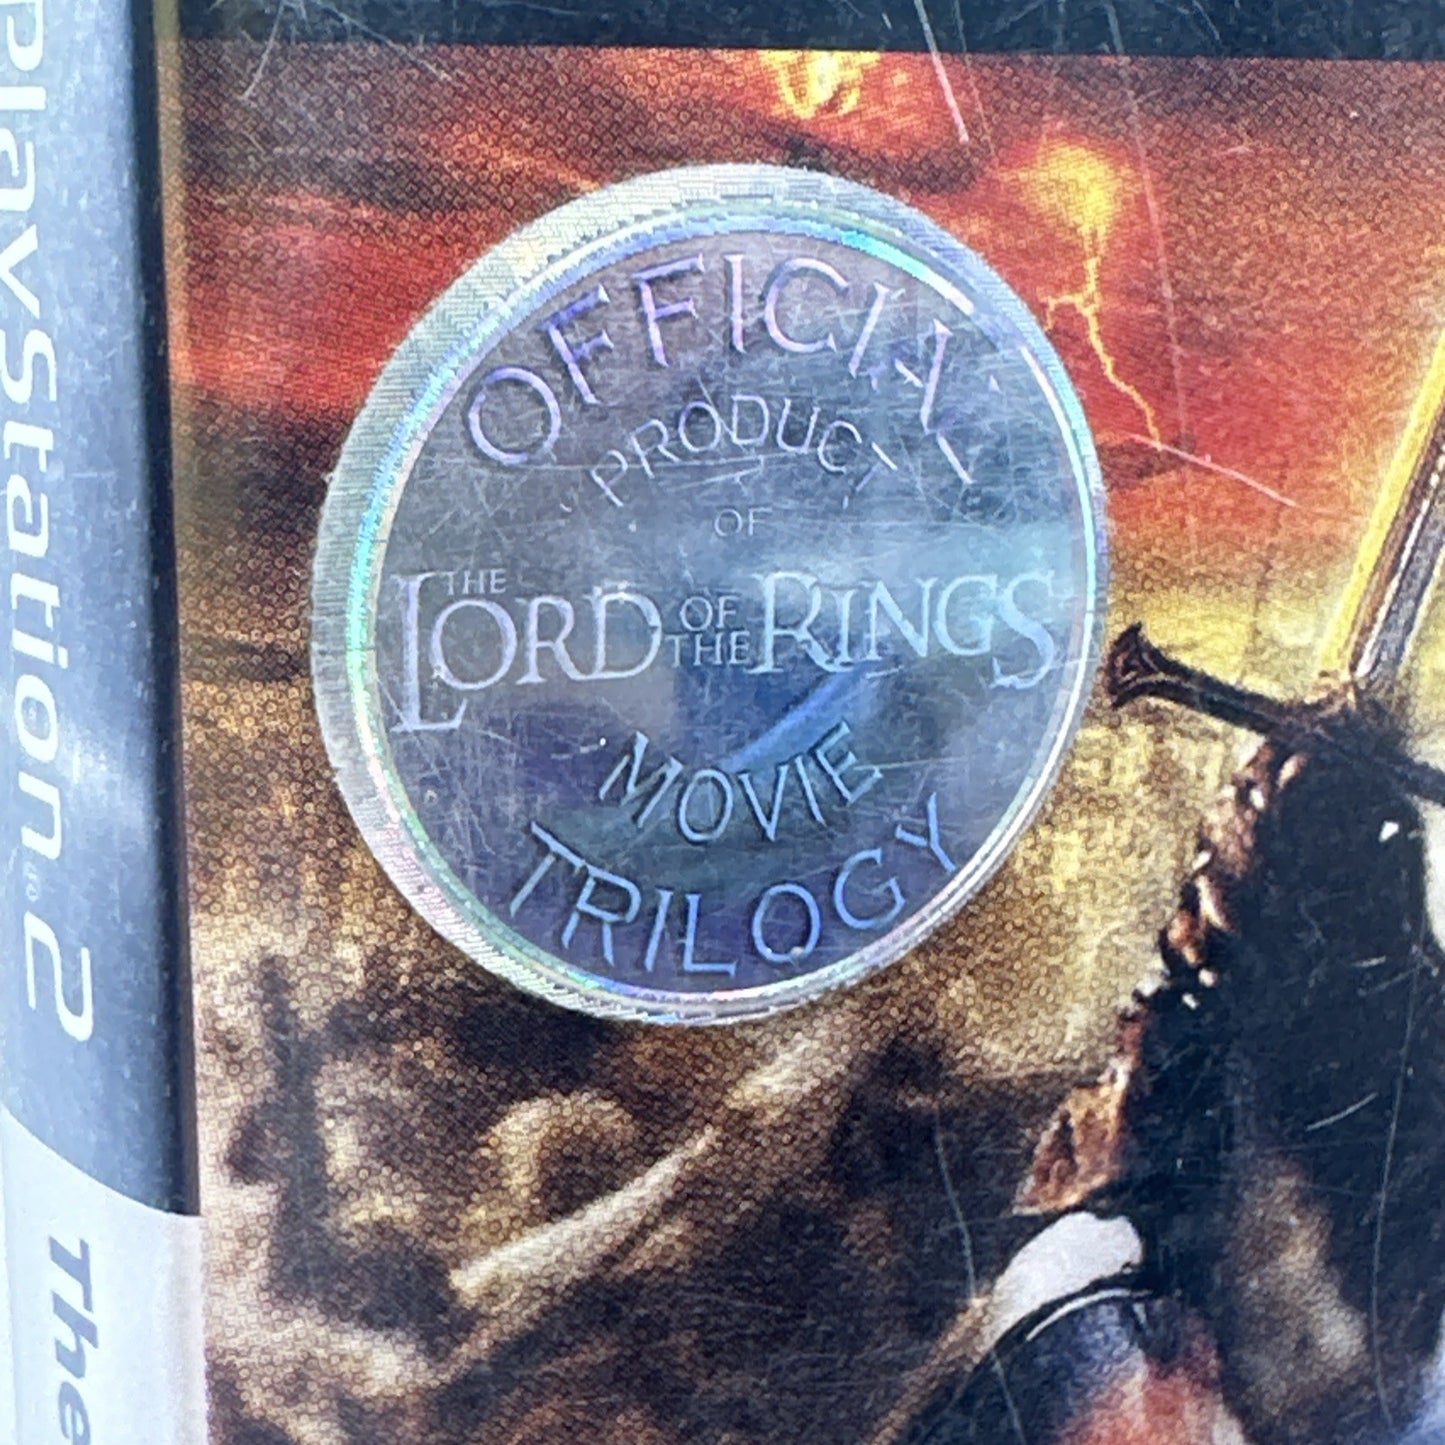 PlayStation®2
The
OFFICIAL
PRODUCT
OF
THE LORD OF THE RINGS
MOVIE
TRILOGY